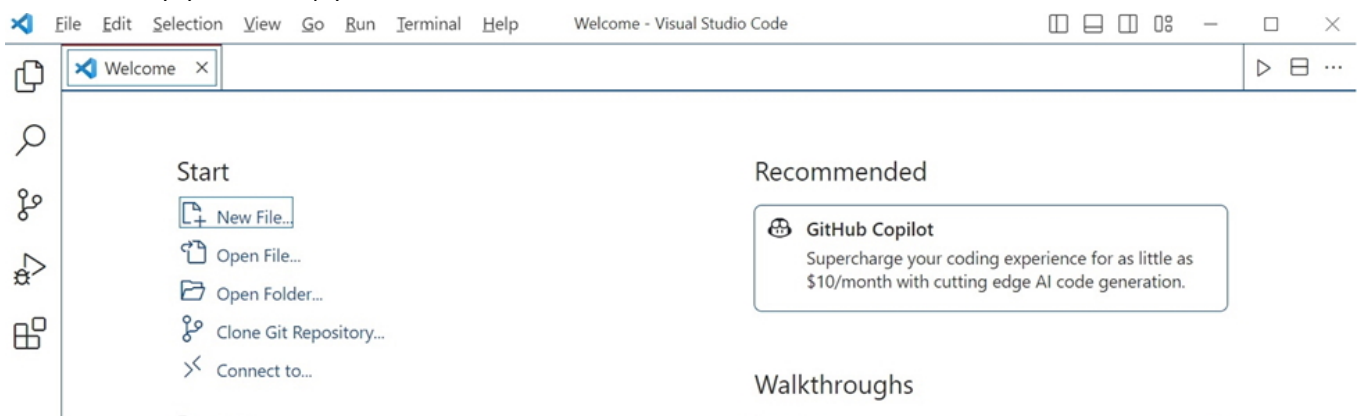 File Edit Selection View Go Run Terminal Help Welcome - Visual Studio Code
Welcome
Start
New File...
Open File...
Open Folder...
Clone Git Repository...
Connect to...
Recommended
GitHub Copilot
Supercharge your coding experience for as little as
$10/month with cutting edge AI code generation.
Walkthroughs